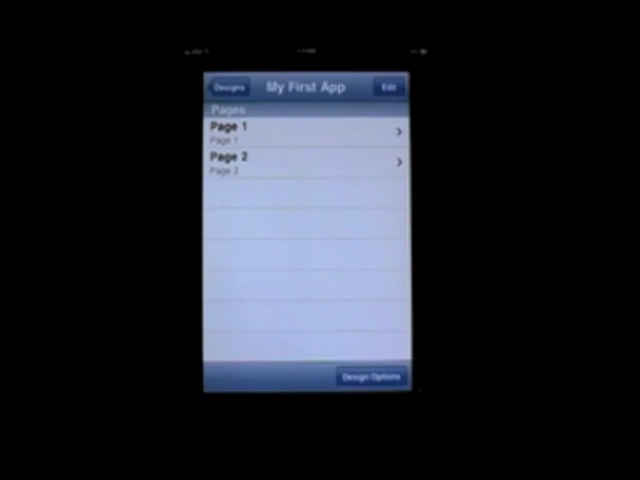 Designs My First App Edit
Pages
Page 1
Page 1
Page 2
Page 2
Design Options